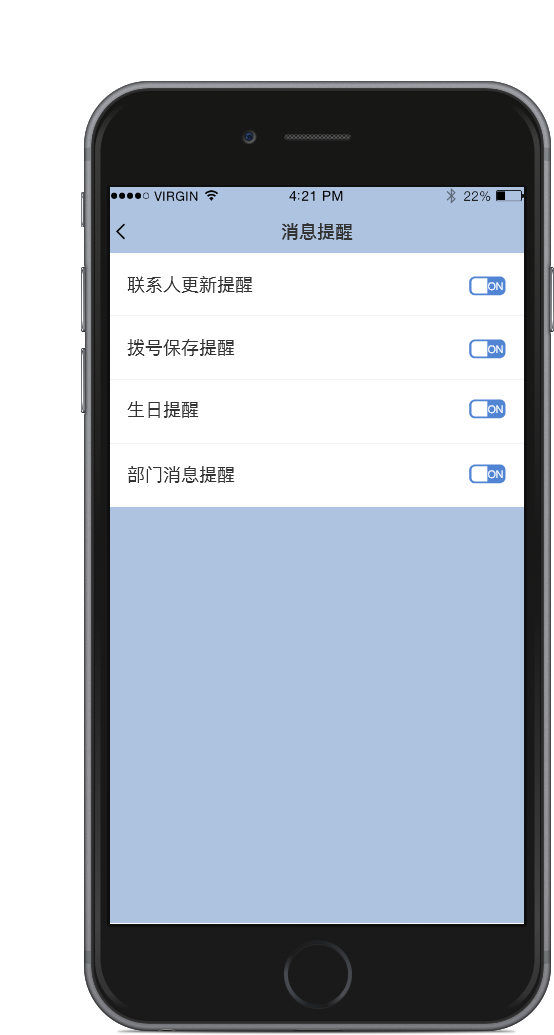 VIRGIN 4:21 PM 22%
消息提醒
联系人更新提醒 ON
拨号保存提醒 ON
生日提醒 ON
部门消息提醒 ON